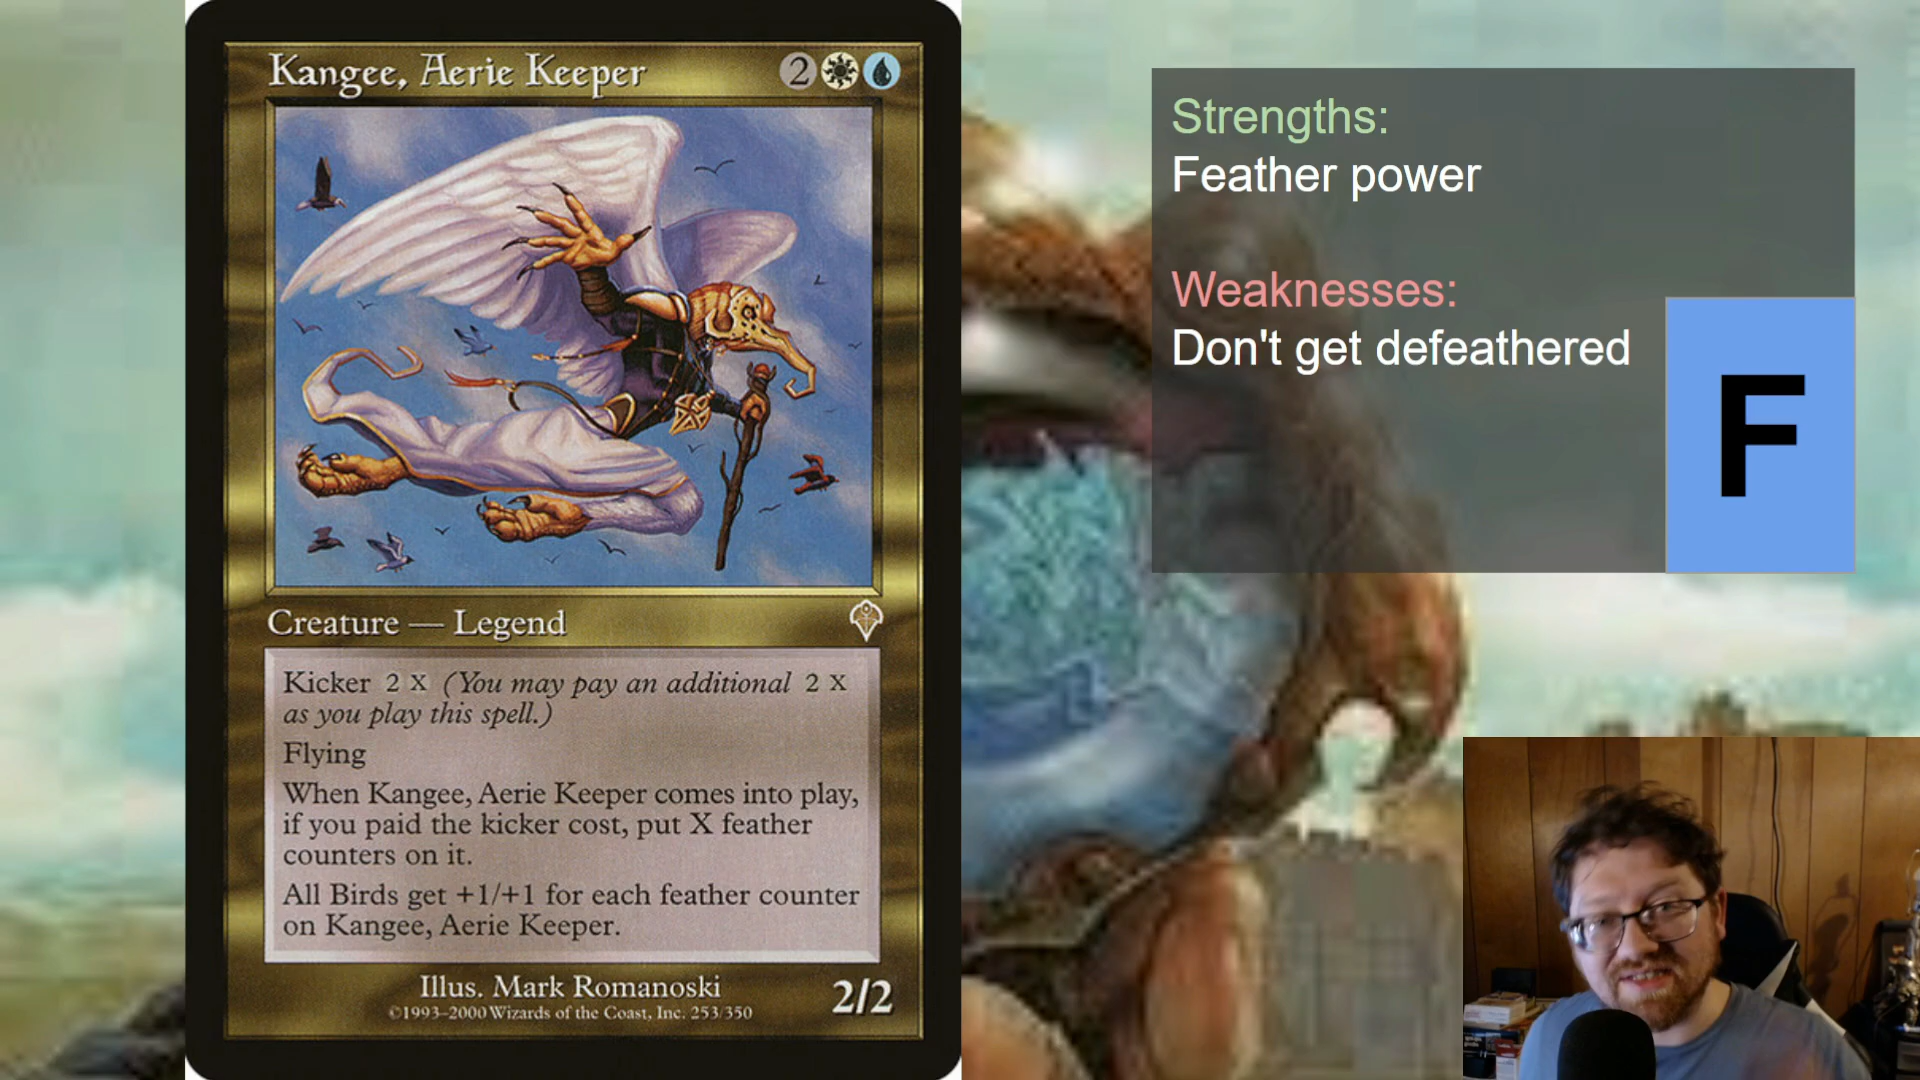 Kangee, Aerie Keeper 2
Creature — Legend
Kicker 2 X (You may pay an additional 2 X
as you play this spell.)
Flying
When Kangee, Aerie Keeper comes into play,
if you paid the kicker cost, put X feather
counters on it.
All Birds get +1/+1 for each feather counter
on Kangee, Aerie Keeper.
Illus. Mark Romanoski
©1993–2000 Wizards of the Coast, Inc. 253/350
2/2
Strengths:
Feather power
Weaknesses:
Don't get defeathered
F